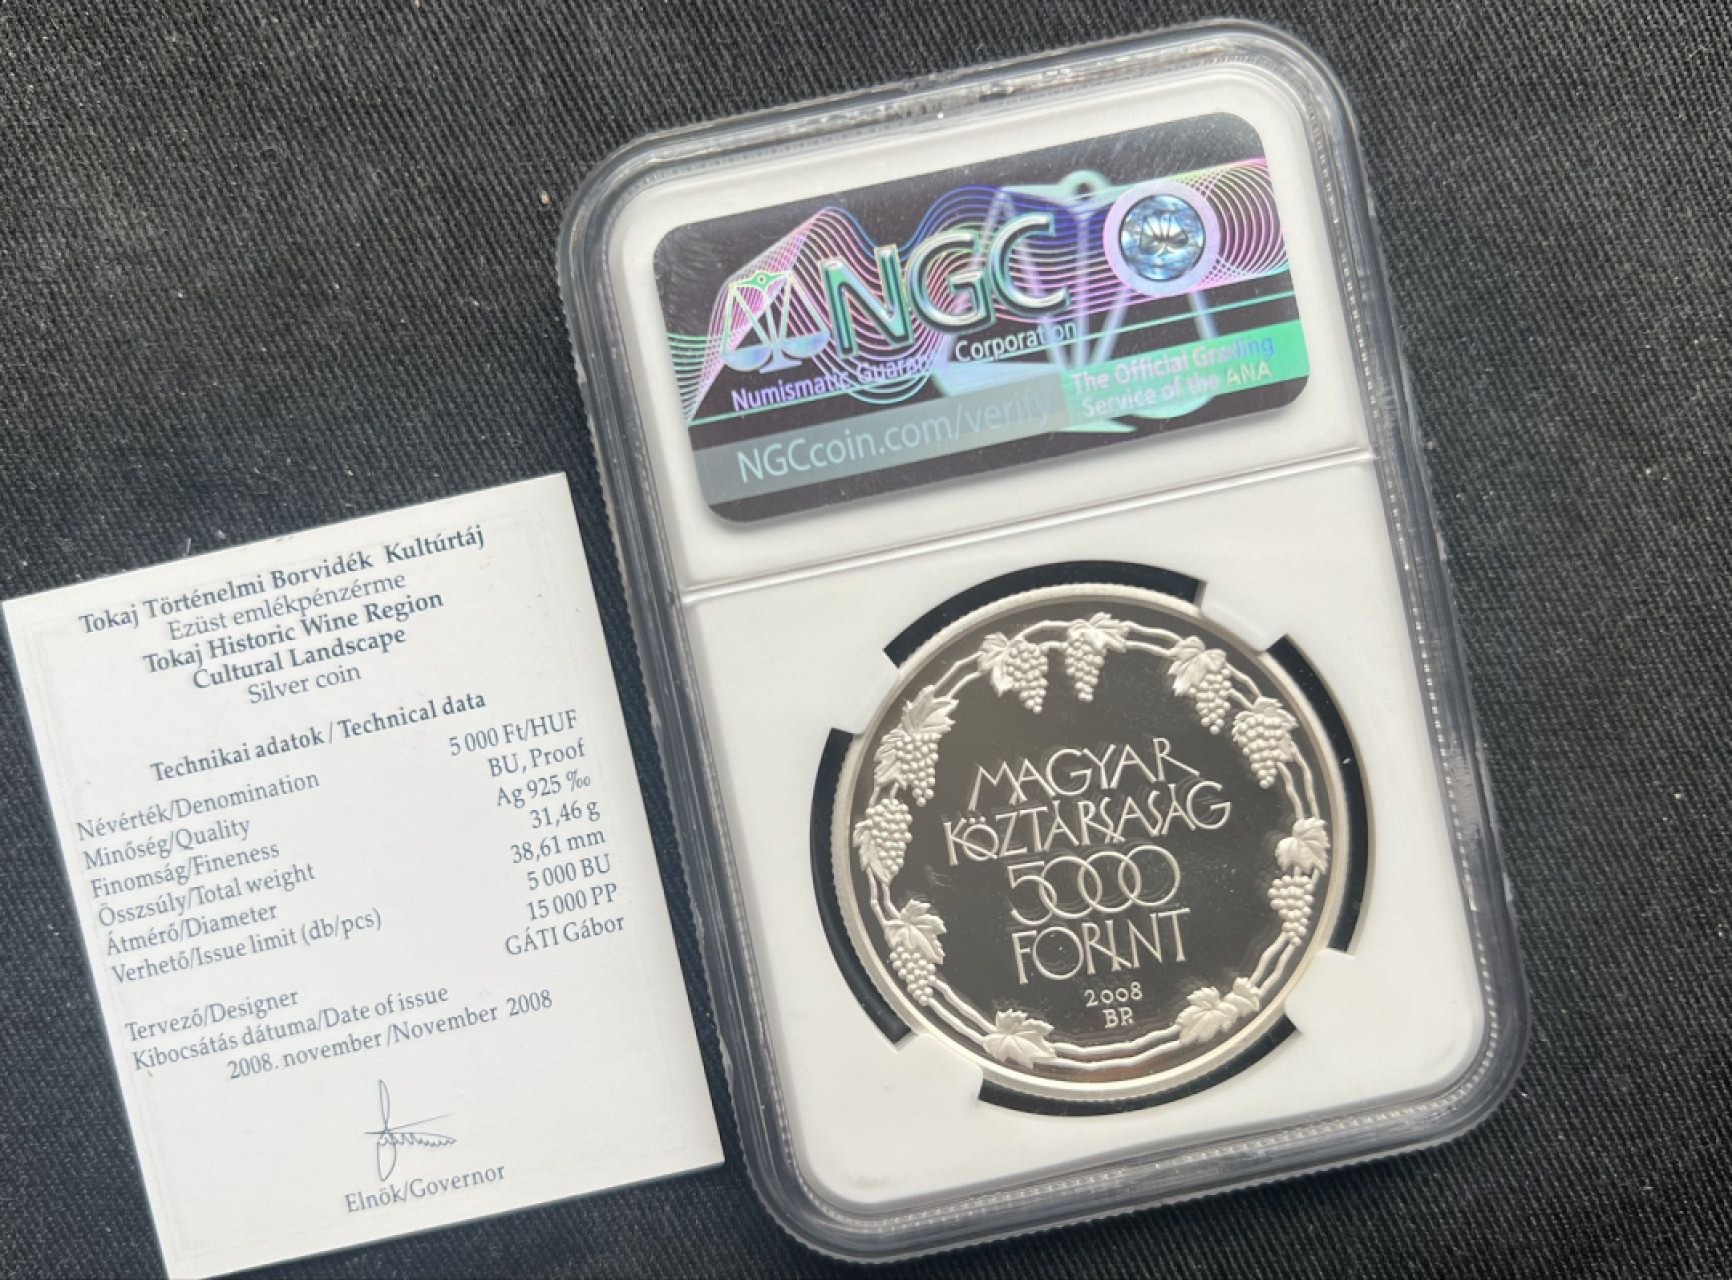 Tokaj Történelmi Borvidék Kultúrtáj
Ezüst emlékpénzérme
Tokaj Historic Wine Region
Cultural Landscape
Silver coin
Technikai adatok / Technical data
Névérték/Denomination 5 000 Ft/HUF
Minőség/Quality BU, Proof
Finomság/Fineness Ag 925 ‰
Összsúly/Total weight 31,46 g
Átmérő/Diameter 38,61 mm
Verhető/Issue limit (db/pcs) 5 000 BU
15 000 PP
Tervező/Designer GÁTI Gábor
Kibocsátás dátuma/Date of issue
2008. november /November 2008
Elnök/Governor
NGC
Numismatic Guaranty Corporation
The Official Grading
Service of the ANA
NGCcoin.com/verify
MAGYAR
KÖZTÁRSASÁG
5000
FORINT
2008
BP.